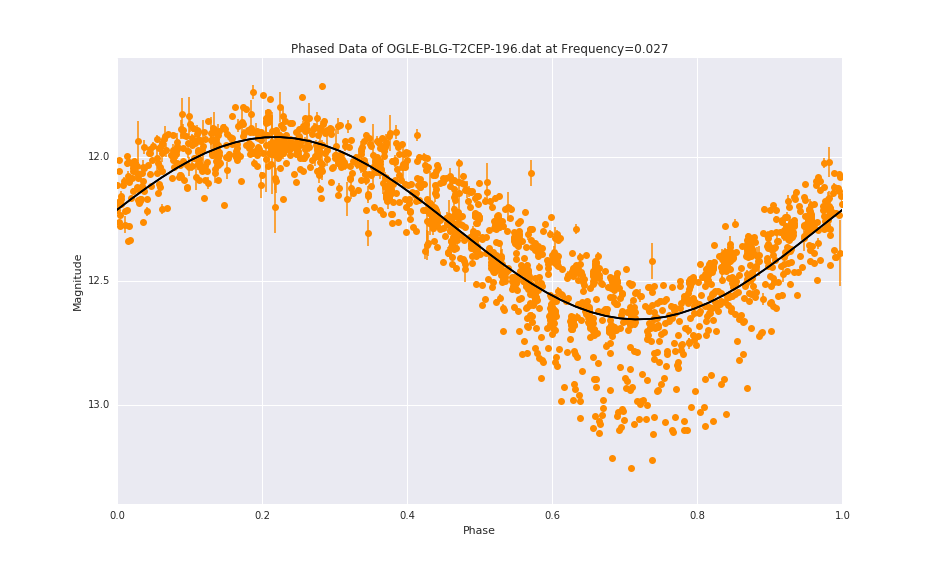 Phased Data of OGLE-BLG-T2CEP-196.dat at Frequency=0.027
12.0
12.5
13.0
Magnitude
0.0 0.2 0.4 0.6 0.8 1.0
Phase